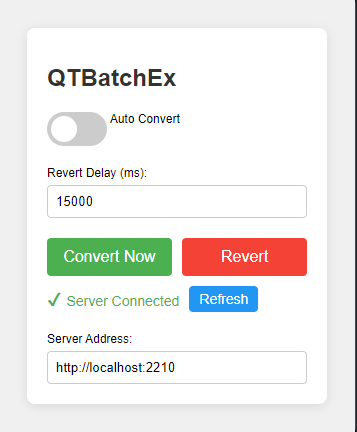 QTBatchEx
Auto Convert
Revert Delay (ms):
15000
Convert Now
Revert
✓ Server Connected
Refresh
Server Address:
http://localhost:2210